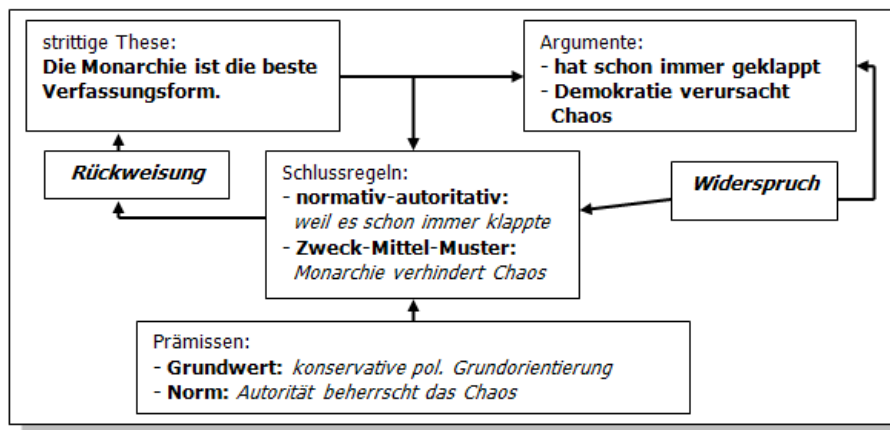 strittige These:
Die Monarchie ist die beste
Verfassungsform.
Argumente:
- hat schon immer geklappt
- Demokratie verursacht
Chaos
Rückweisung
Schlussregeln:
- normativ-autoritativ:
weil es schon immer klappte
- Zweck-Mittel-Muster:
Monarchie verhindert Chaos
Widerspruch
Prämissen:
- Grundwert: konservative pol. Grundorientierung
- Norm: Autorität beherrscht das Chaos